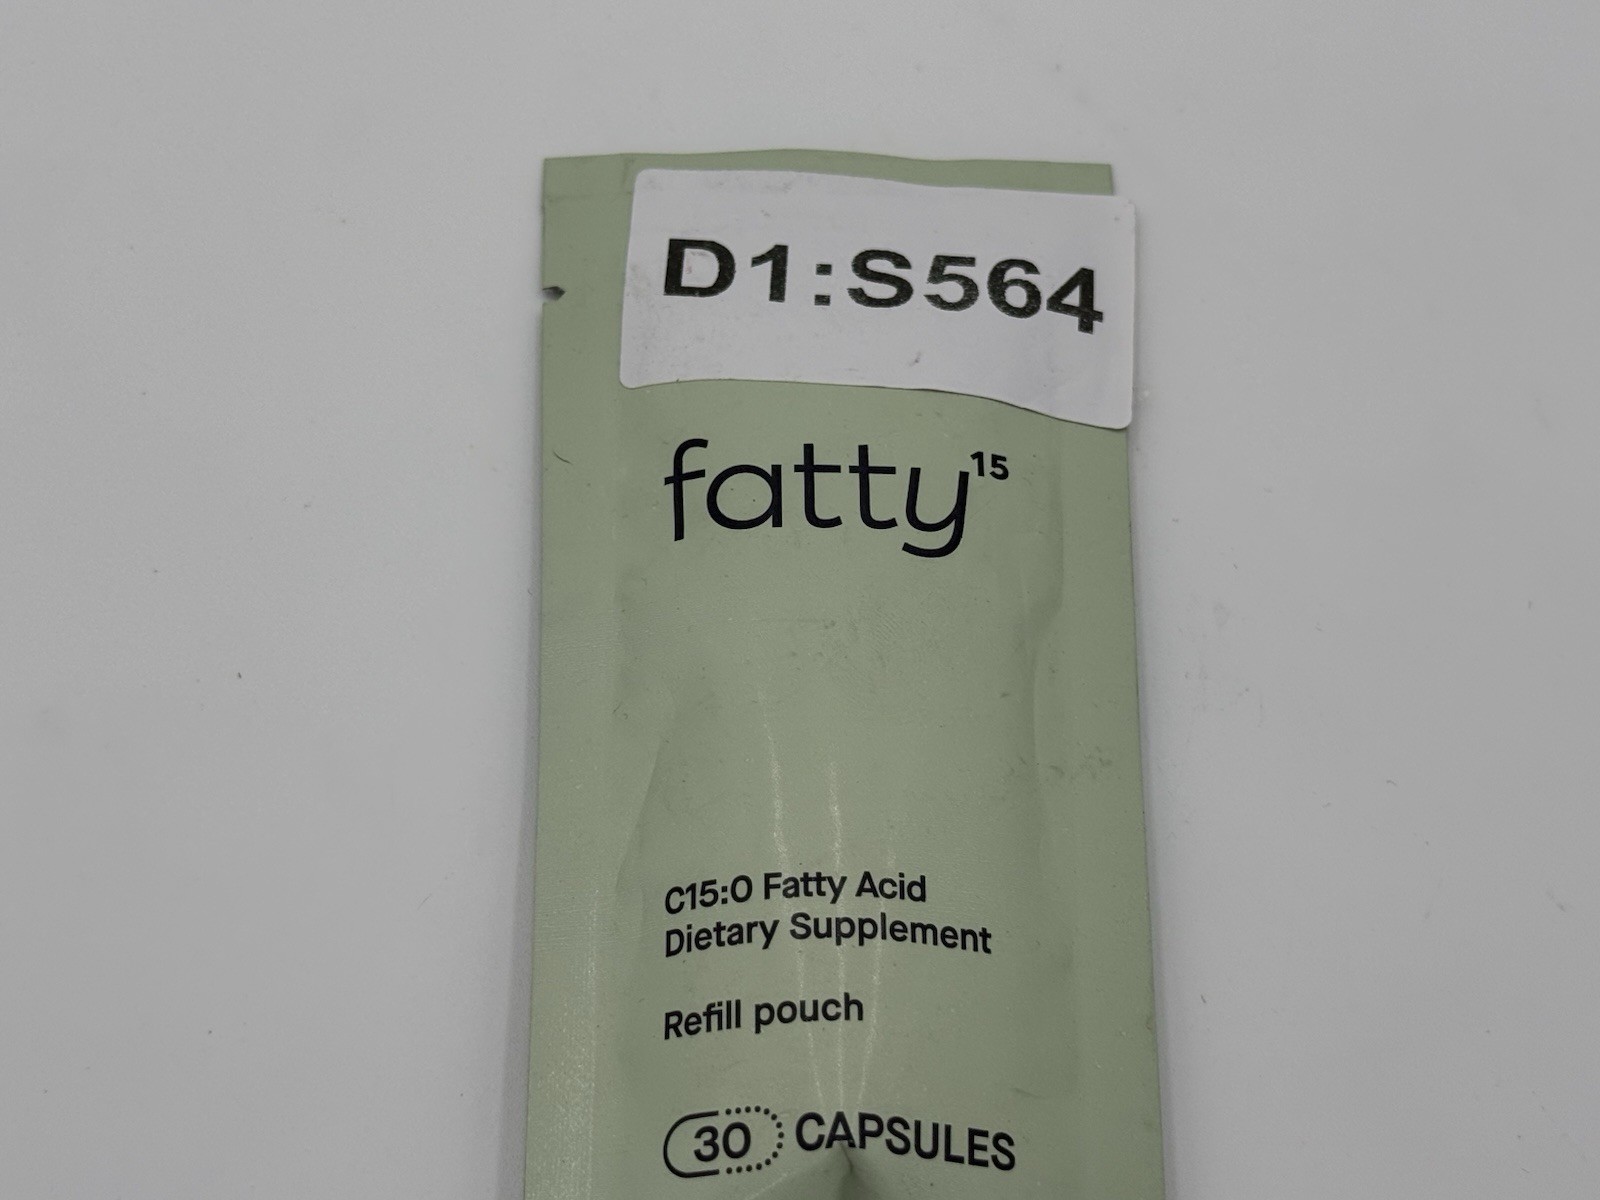 D1:S564
fatty15
C15:0 Fatty Acid
Dietary Supplement
Refill pouch
30 CAPSULES